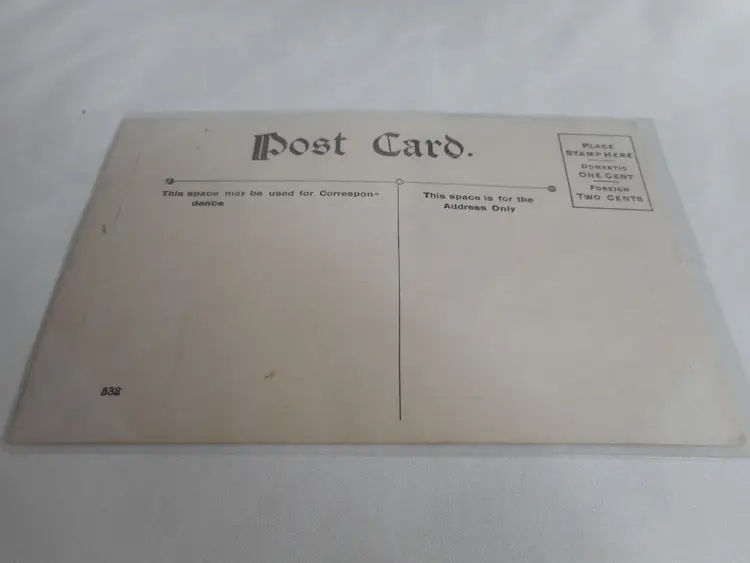 Post Card.
PLACE
STAMP HERE
DOMESTIC
ONE CENT
FOREIGN
TWO CENTS
This space may be used for Correspon-
dence
This space is for the
Address Only
532